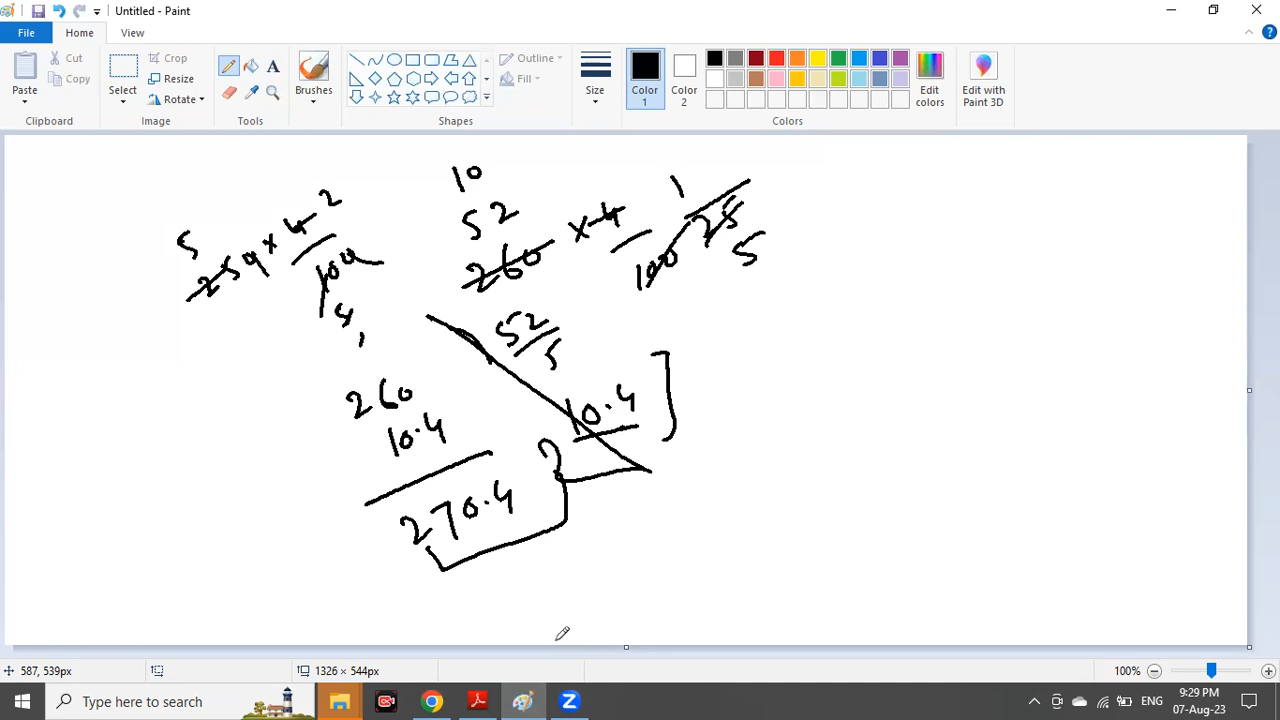 Untitled - Paint
File Home View
Paste
Cut
Copy
Clipboard
Select
Crop
Resize
Rotate
Image
A
Tools
Brushes
Outline
Fill
Shapes
Size
Color 1
Color 2
Edit colors
Edit with Paint 3D
Colors
10
5 2 52 1
250 × 4 260 × 4 25
100 100 5
4
52
5
260
10.4 10.4
270.4
587, 539px 1326 × 544px 100%
Type here to search
ENG
9:29 PM
07-Aug-23